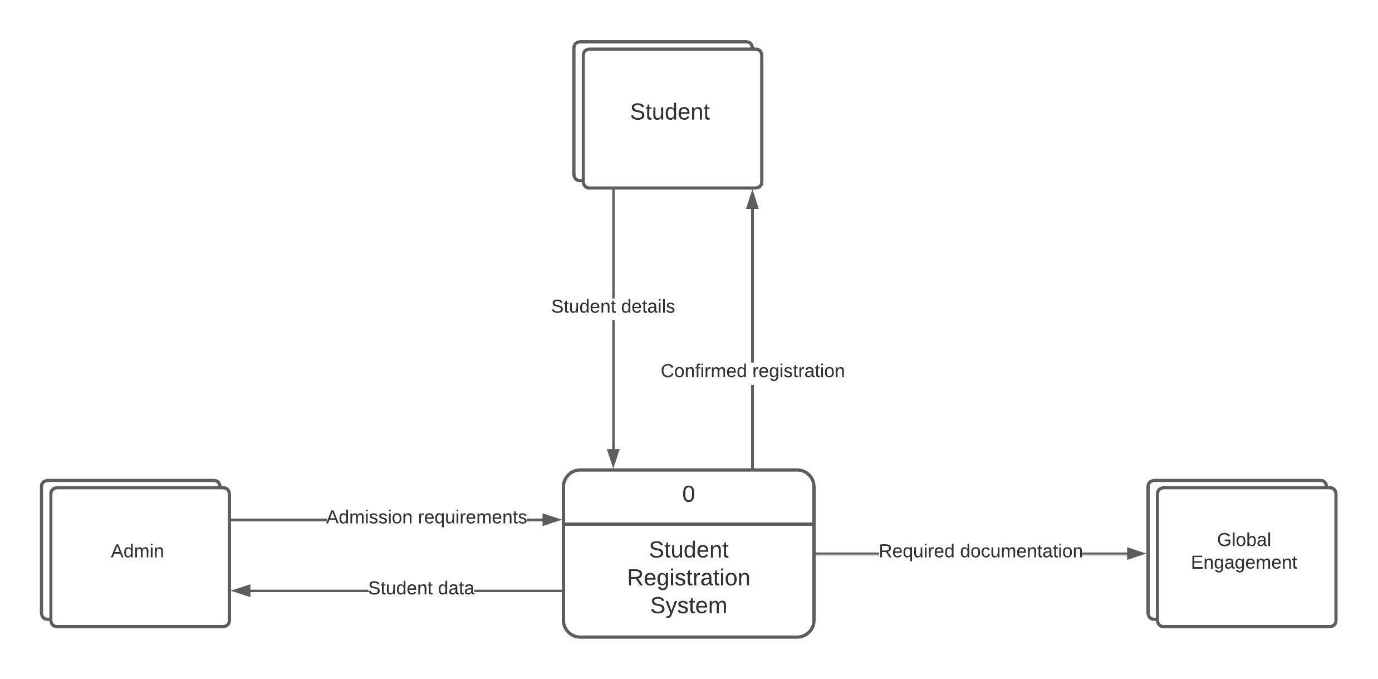 Student
Student details
Confirmed registration
0
Student
Registration
System
Admin
Admission requirements
Student data
Required documentation
Global
Engagement